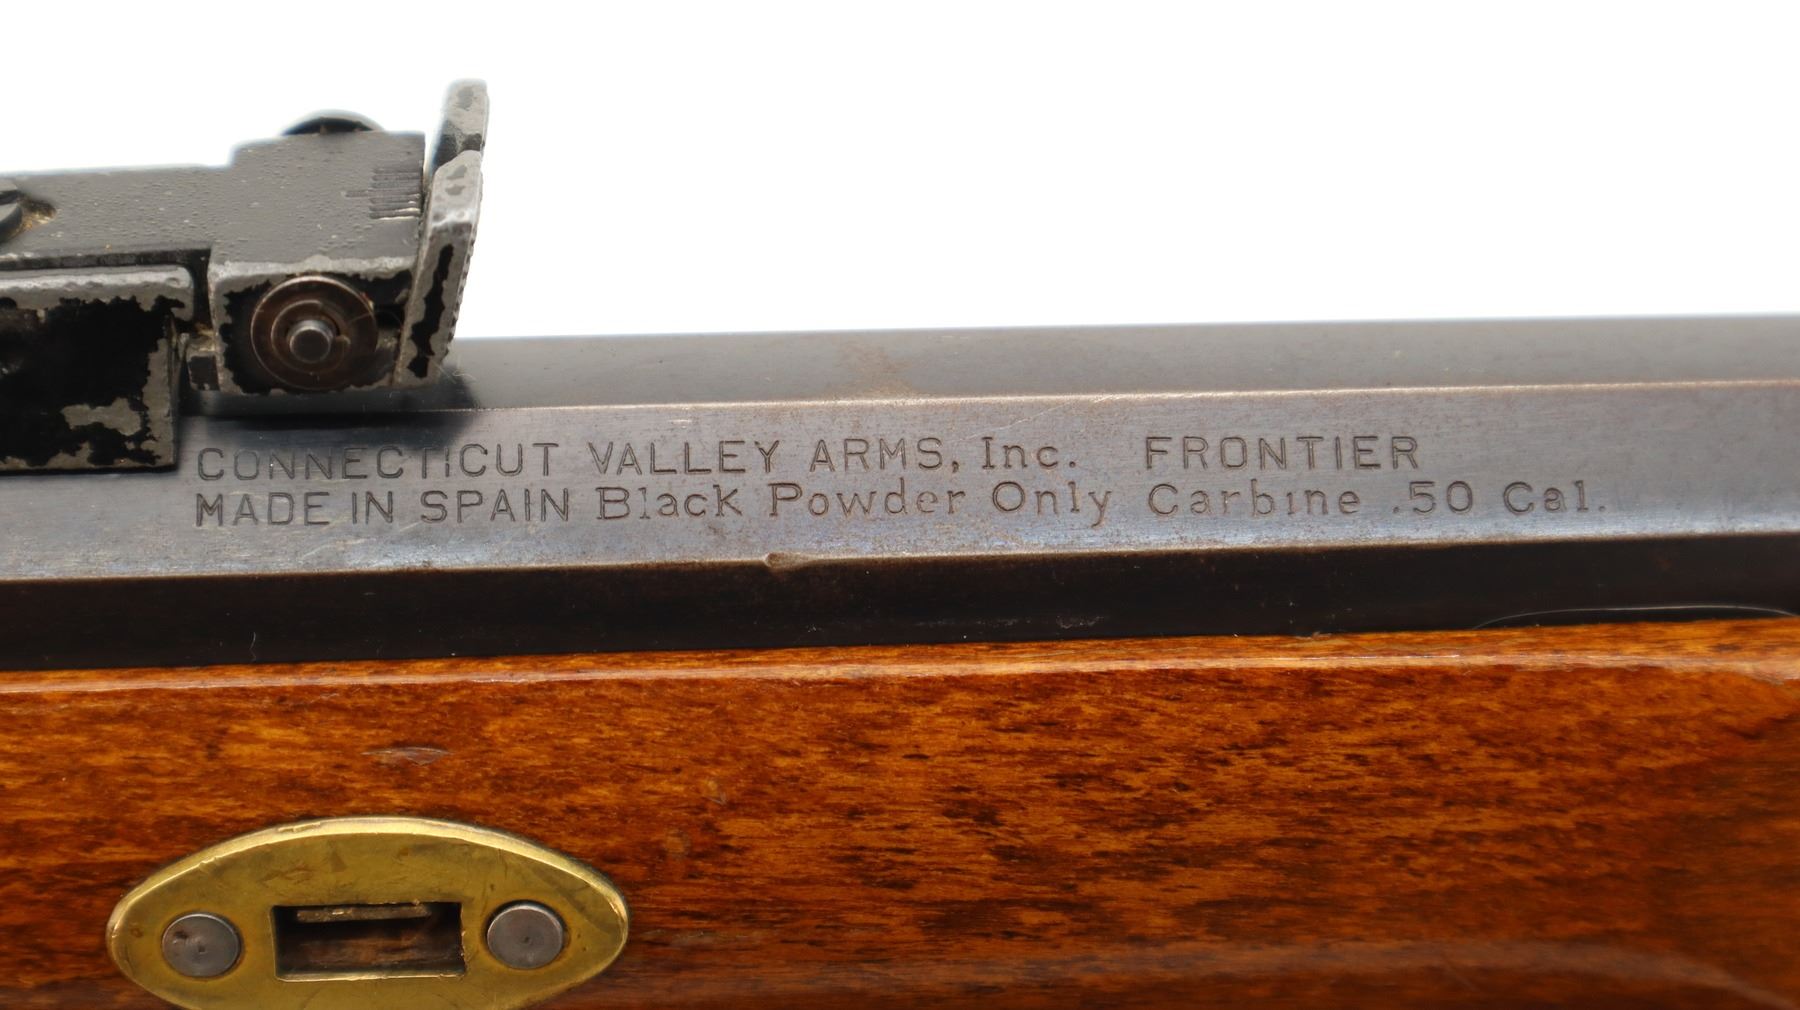 CONNECTICUT VALLEY ARMS, Inc. FRONTIER
MADE IN SPAIN Black Powder Only Carbine .50 Cal.